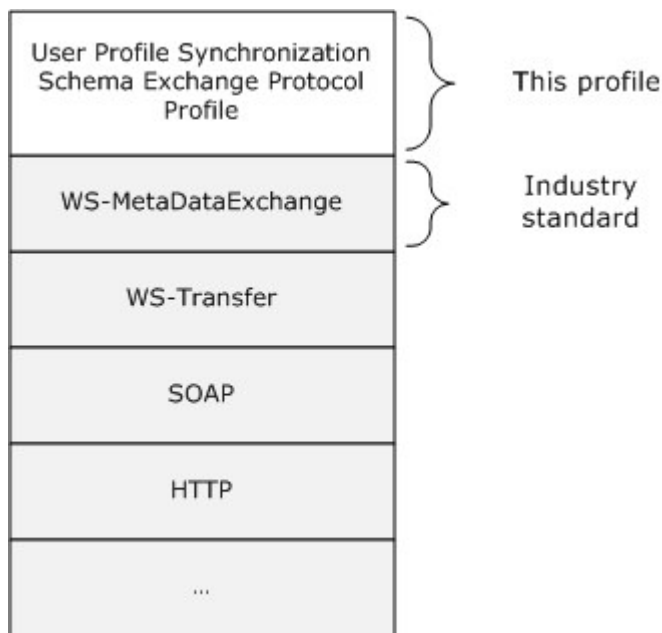 User Profile Synchronization
Schema Exchange Protocol
Profile
This profile
WS-MetaDataExchange
Industry
standard
WS-Transfer
SOAP
HTTP
...